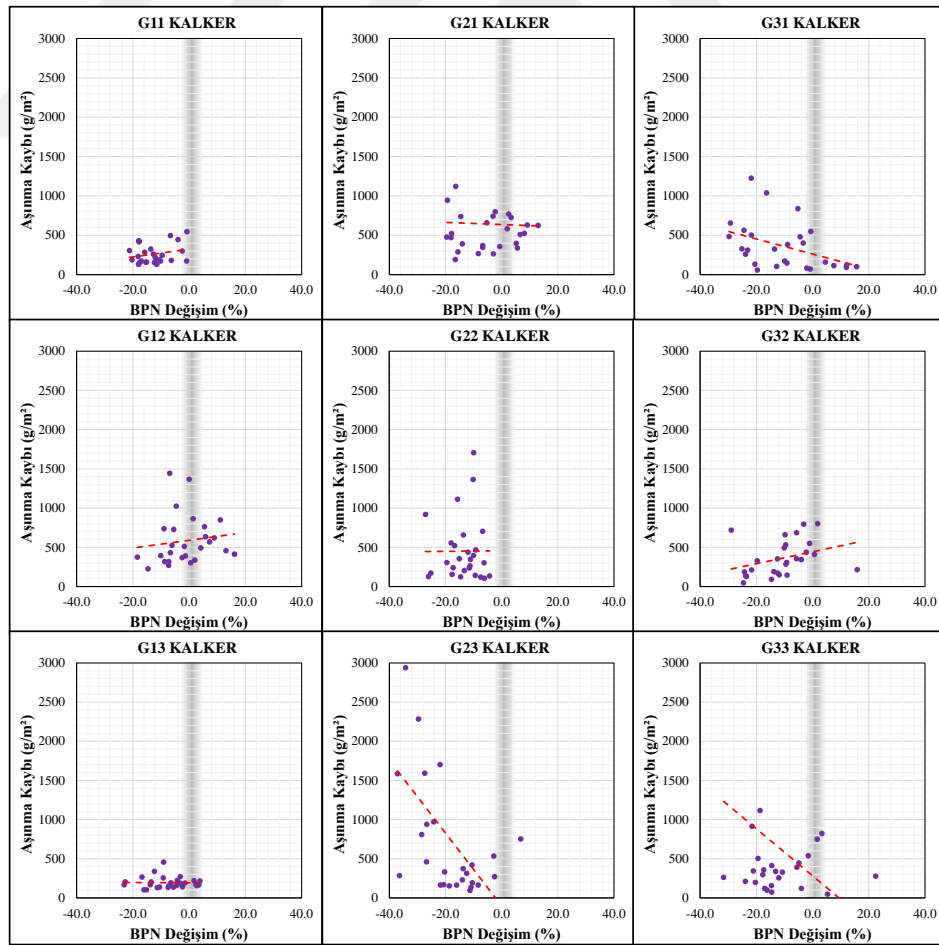 G11 KALKER
G21 KALKER
G31 KALKER
Aşınma Kaybı (g/m²)
3000
2500
2000
1500
1000
500
0
-40.0 -20.0 0.0 20.0 40.0
BPN Değişim (%)
Aşınma Kaybı (g/m²)
3000
2500
2000
1500
1000
500
0
-40.0 -20.0 0.0 20.0 40.0
BPN Değişim (%)
Aşınma Kaybı (g/m²)
3000
2500
2000
1500
1000
500
0
-40.0 -20.0 0.0 20.0 40.0
BPN Değişim (%)
G12 KALKER
G22 KALKER
G32 KALKER
Aşınma Kaybı (g/m²)
3000
2500
2000
1500
1000
500
0
-40.0 -20.0 0.0 20.0 40.0
BPN Değişim (%)
Aşınma Kaybı (g/m²)
3000
2500
2000
1500
1000
500
0
-40.0 -20.0 0.0 20.0 40.0
BPN Değişim (%)
Aşınma Kaybı (g/m²)
3000
2500
2000
1500
1000
500
0
-40.0 -20.0 0.0 20.0 40.0
BPN Değişim (%)
G13 KALKER
G23 KALKER
G33 KALKER
Aşınma Kaybı (g/m²)
3000
2500
2000
1500
1000
500
0
-40.0 -20.0 0.0 20.0 40.0
BPN Değişim (%)
Aşınma Kaybı (g/m²)
3000
2500
2000
1500
1000
500
0
-40.0 -20.0 0.0 20.0 40.0
BPN Değişim (%)
Aşınma Kaybı (g/m²)
3000
2500
2000
1500
1000
500
0
-40.0 -20.0 0.0 20.0 40.0
BPN Değişim (%)